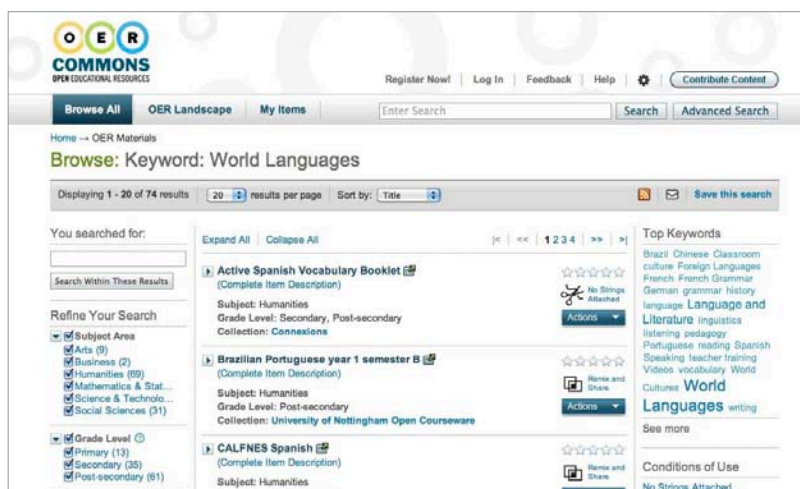 OER
COMMONS
OPEN EDUCATIONAL RESOURCES
Register Now! | Log In | Feedback | Help | Contribute Content
Browse All OER Landscape My Items Enter Search Search Advanced Search
Home → OER Materials
Browse: Keyword: World Languages
Displaying 1 - 20 of 74 results 20 results per page Sort by: Title Save this search
You searched for:
Search Within These Results
Refine Your Search
Subject Area
Arts (9)
Business (2)
Humanities (69)
Mathematics & Stat...
Science & Technolo...
Social Sciences (31)
Grade Level
Primary (13)
Secondary (35)
Post-secondary (61)
Expand All | Collapse All |< | << | 1 2 3 4 | >> | >|
Active Spanish Vocabulary Booklet
(Complete Item Description)
Subject: Humanities
Grade Level: Secondary, Post-secondary
Collection: Connexions
No Strings
Attached
Actions
Brazilian Portuguese year 1 semester B
(Complete Item Description)
Subject: Humanities
Grade Level: Post-secondary
Collection: University of Nottingham Open Courseware
Remix and
Share
Actions
CALFNES Spanish
(Complete Item Description)
Subject: Humanities
Remix and
Share
Top Keywords
Brazil Chinese Classroom
culture Foreign Languages
French French Grammar
German grammar history
language Language and
Literature linguistics
listening pedagogy
Portuguese reading Spanish
Speaking teacher training
Videos vocabulary World
Cultures World
Languages writing
See more
Conditions of Use
No Strings Attached